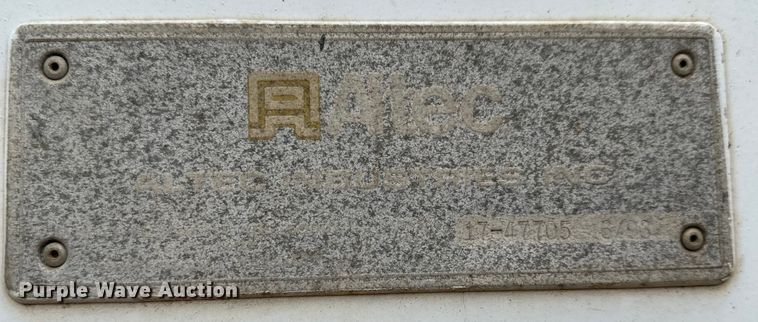 Altec
ALTEC INDUSTRIES INC
17-47705
Purple Wave Auction